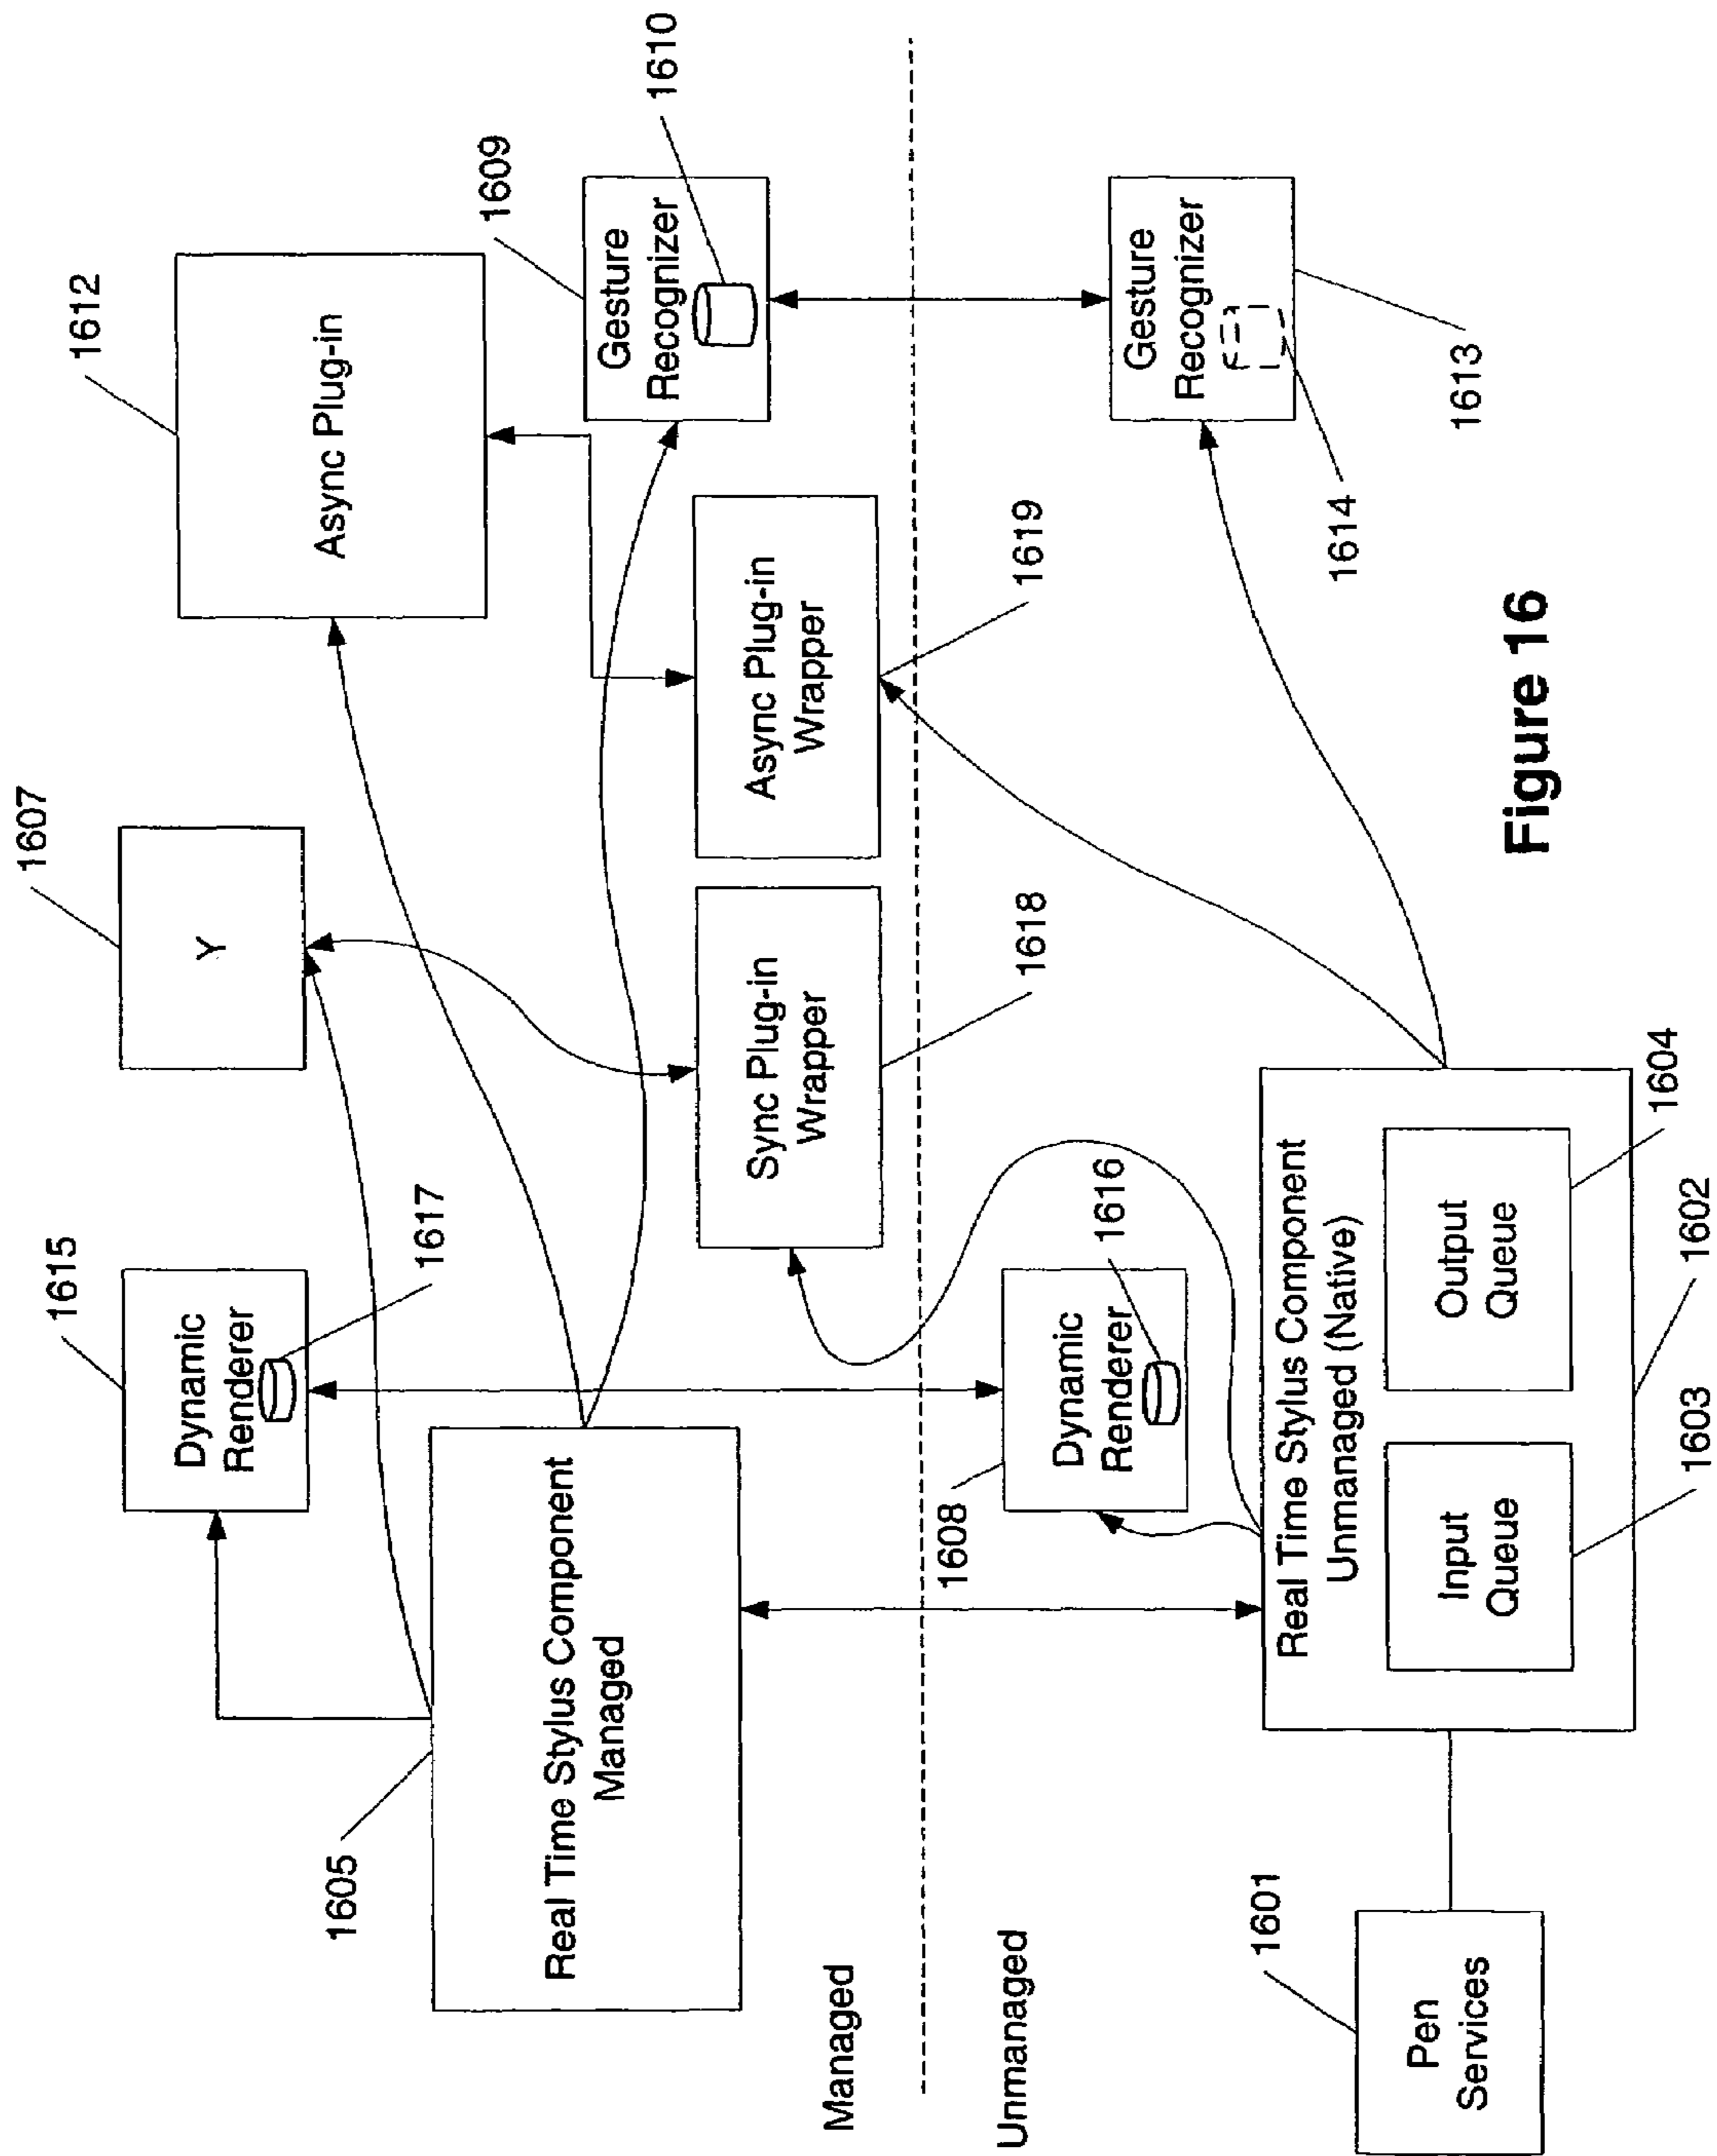 1612
1607
1615
Async Plug-in
Y
1617
Dynamic
Renderer
1609
1610
1605
Gesture
Recognizer
Real Time Stylus Component
Managed
Sync Plug-in
Wrapper
Async Plug-in
Wrapper
1618
1619
Managed
Unmanaged
1608
Dynamic
Renderer
1616
Gesture
Recognizer
1614
1613
1601
Pen
Services
Real Time Stylus Component
Unmanaged (Native)
Input
Queue
Output
Queue
1603
1602
1604
Figure 16